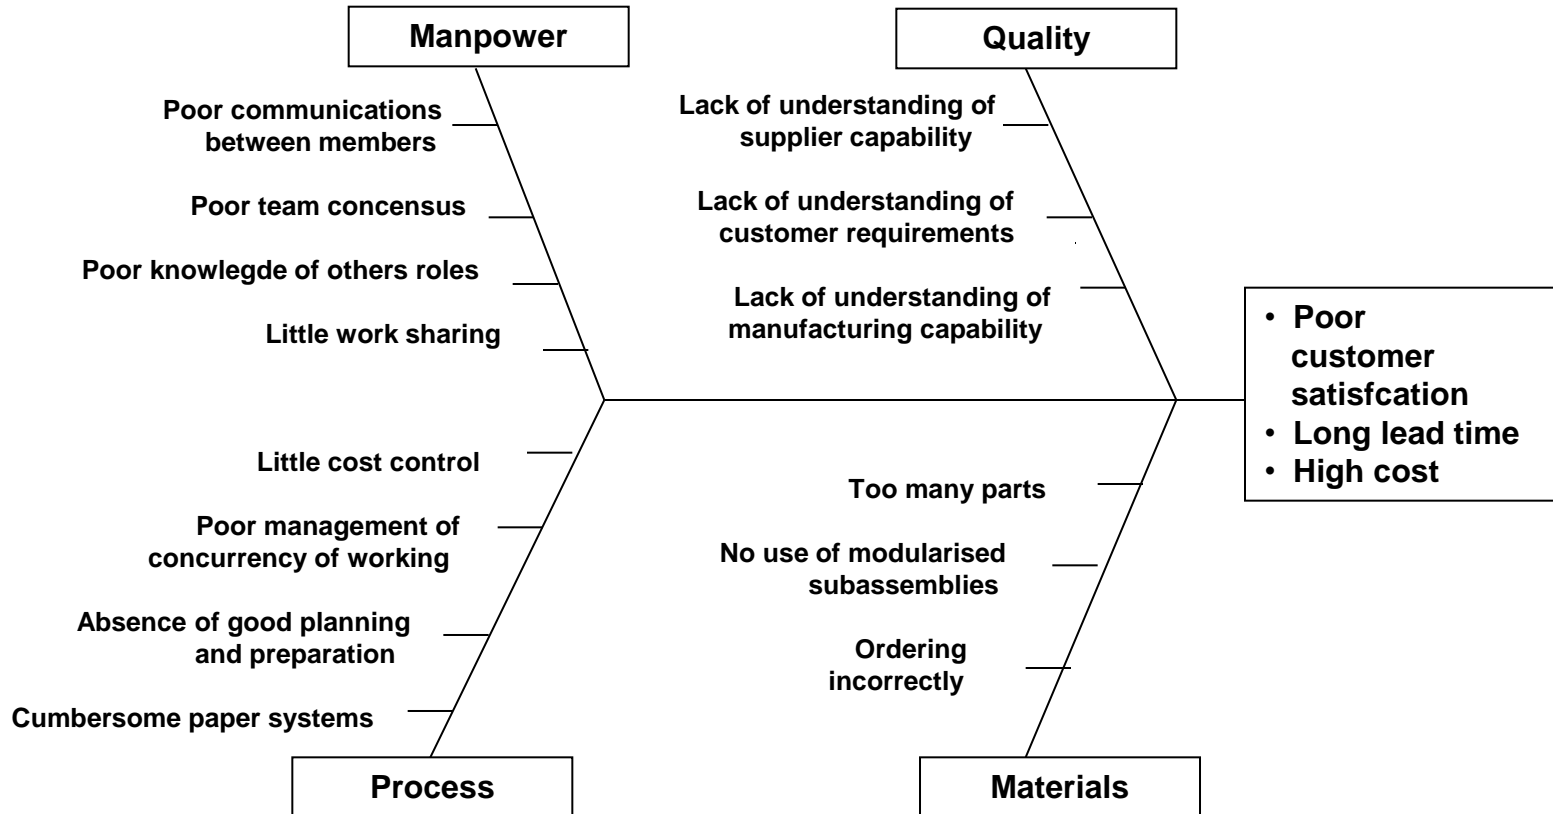 Manpower
Poor communications
between members
Poor team concensus
Poor knowlegde of others roles
Little work sharing
Quality
Lack of understanding of
supplier capability
Lack of understanding of
customer requirements
Lack of understanding of
manufacturing capability
• Poor
customer
satisfcation
• Long lead time
• High cost
Little cost control
Poor management of
concurrency of working
Absence of good planning
and preparation
Cumbersome paper systems
Process
Too many parts
No use of modularised
subassemblies
Ordering
incorrectly
Materials